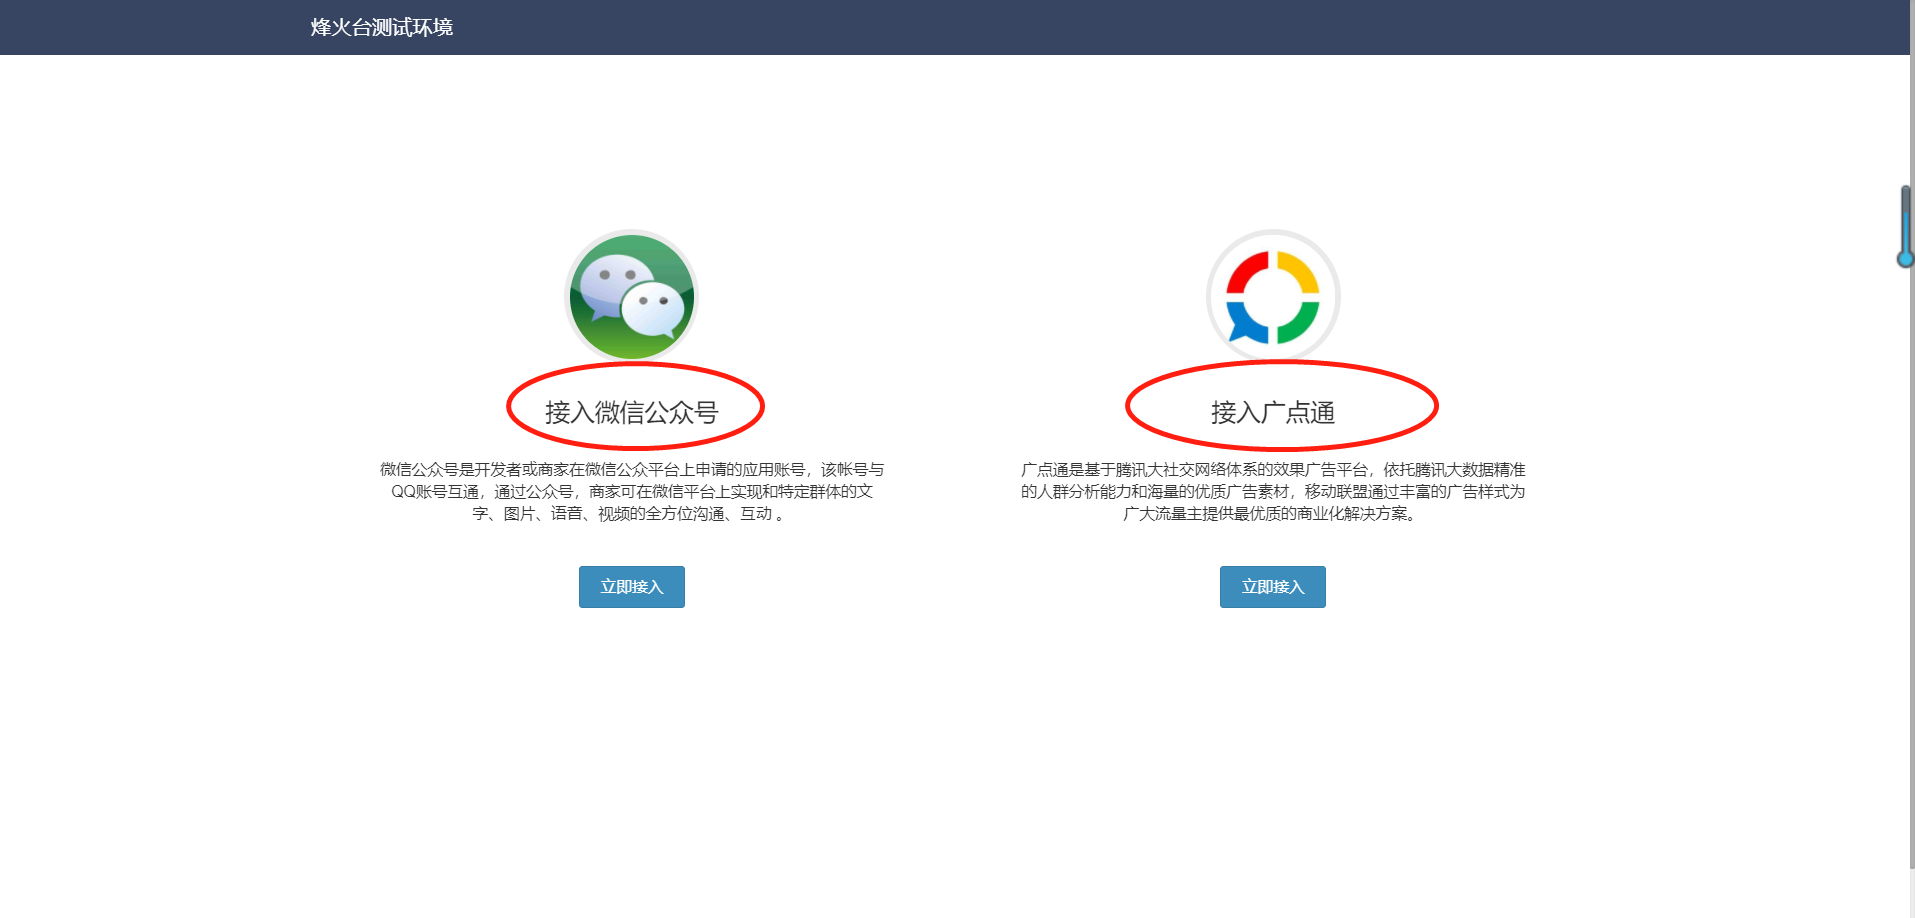 烽火台测试环境
接入微信公众号
微信公众号是开发者或商家在微信公众平台上申请的应用账号，该帐号与
QQ账号互通，通过公众号，商家可在微信平台上实现和特定群体的文
字、图片、语音、视频的全方位沟通、互动 。
立即接入
接入广点通
广点通是基于腾讯大社交网络体系的效果广告平台，依托腾讯大数据精准
的人群分析能力和海量的优质广告素材，移动联盟通过丰富的广告样式为
广大流量主提供最优质的商业化解决方案。
立即接入